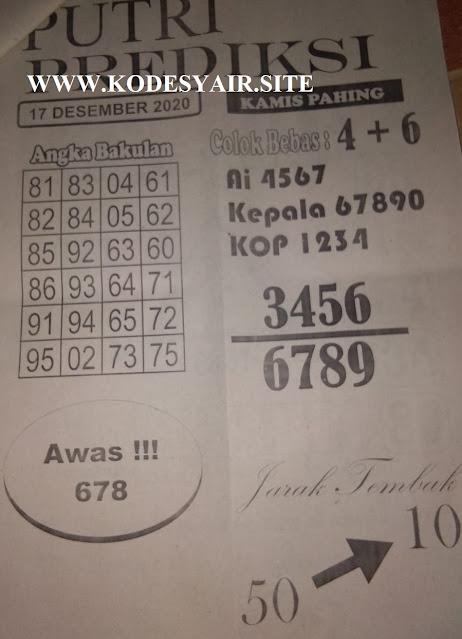 PUTRI
PREDIKSI
WWW.KODESYAIR.SITE
17 DESEMBER 2020
KAMIS PAHING
Angka Bakulan
81 83 04 61
82 84 05 62
85 92 63 60
86 93 64 71
91 94 65 72
95 02 73 75
Colok Bebas : 4 + 6
Ai 4567
Kepala 67890
KOP 1234
3456
6789
Awas !!!
678
Jarak Tembak
50
10